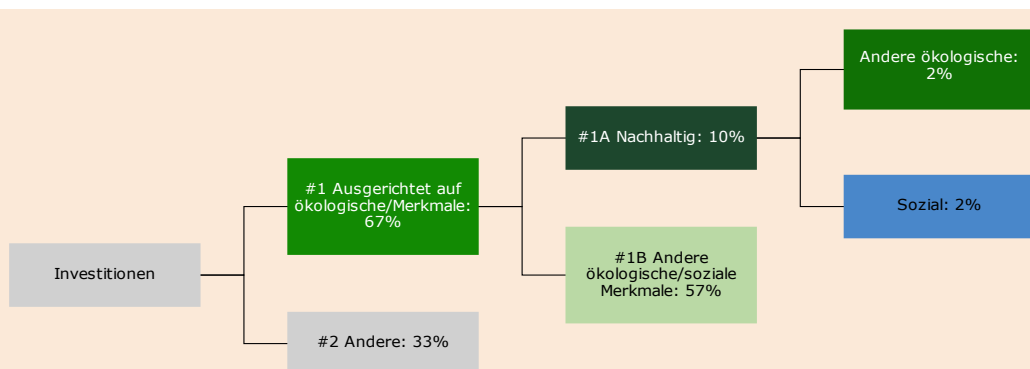 Investitionen
#1 Ausgerichtet auf
ökologische/Merkmale:
67%
#2 Andere: 33%
#1A Nachhaltig: 10%
#1B Andere
ökologische/soziale
Merkmale: 57%
Andere ökologische:
2%
Sozial: 2%